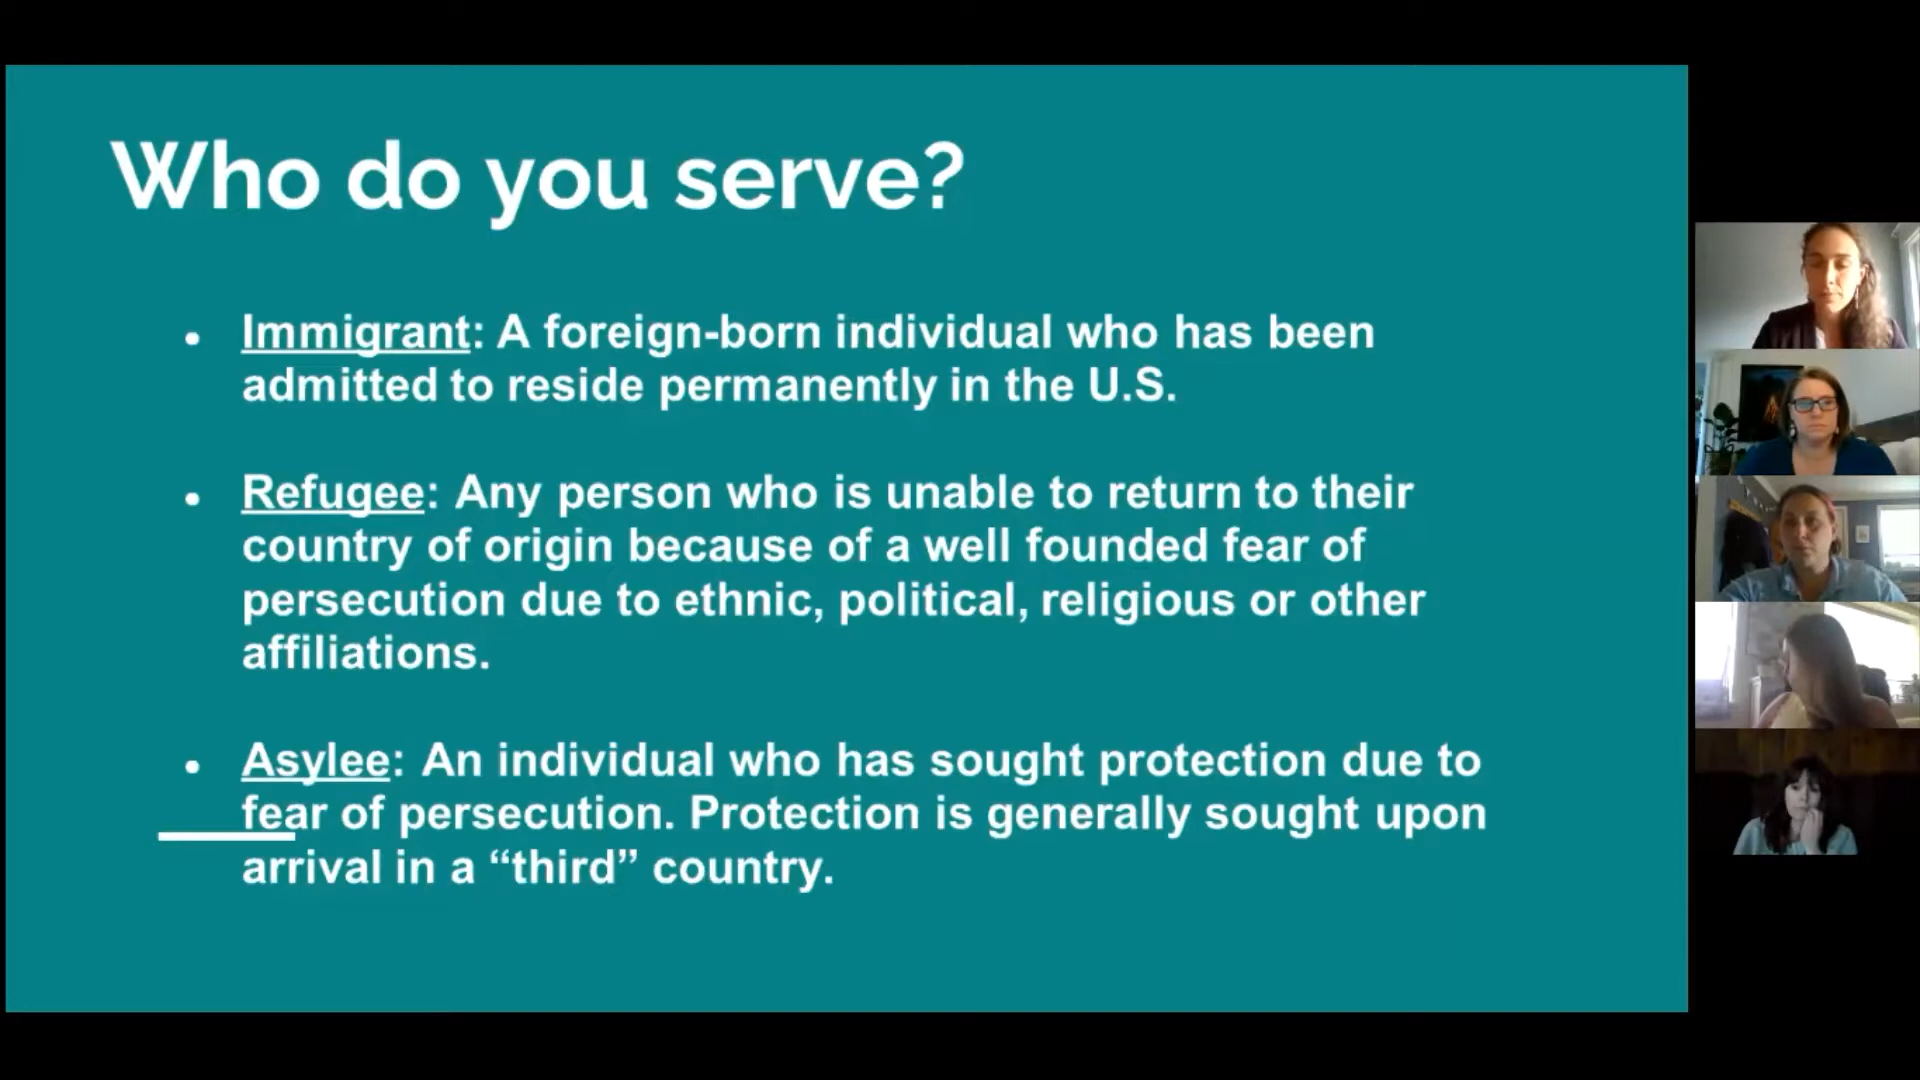 Who do you serve?
• Immigrant: A foreign-born individual who has been
admitted to reside permanently in the U.S.
• Refugee: Any person who is unable to return to their
country of origin because of a well founded fear of
persecution due to ethnic, political, religious or other
affiliations.
• Asylee: An individual who has sought protection due to
fear of persecution. Protection is generally sought upon
arrival in a “third” country.